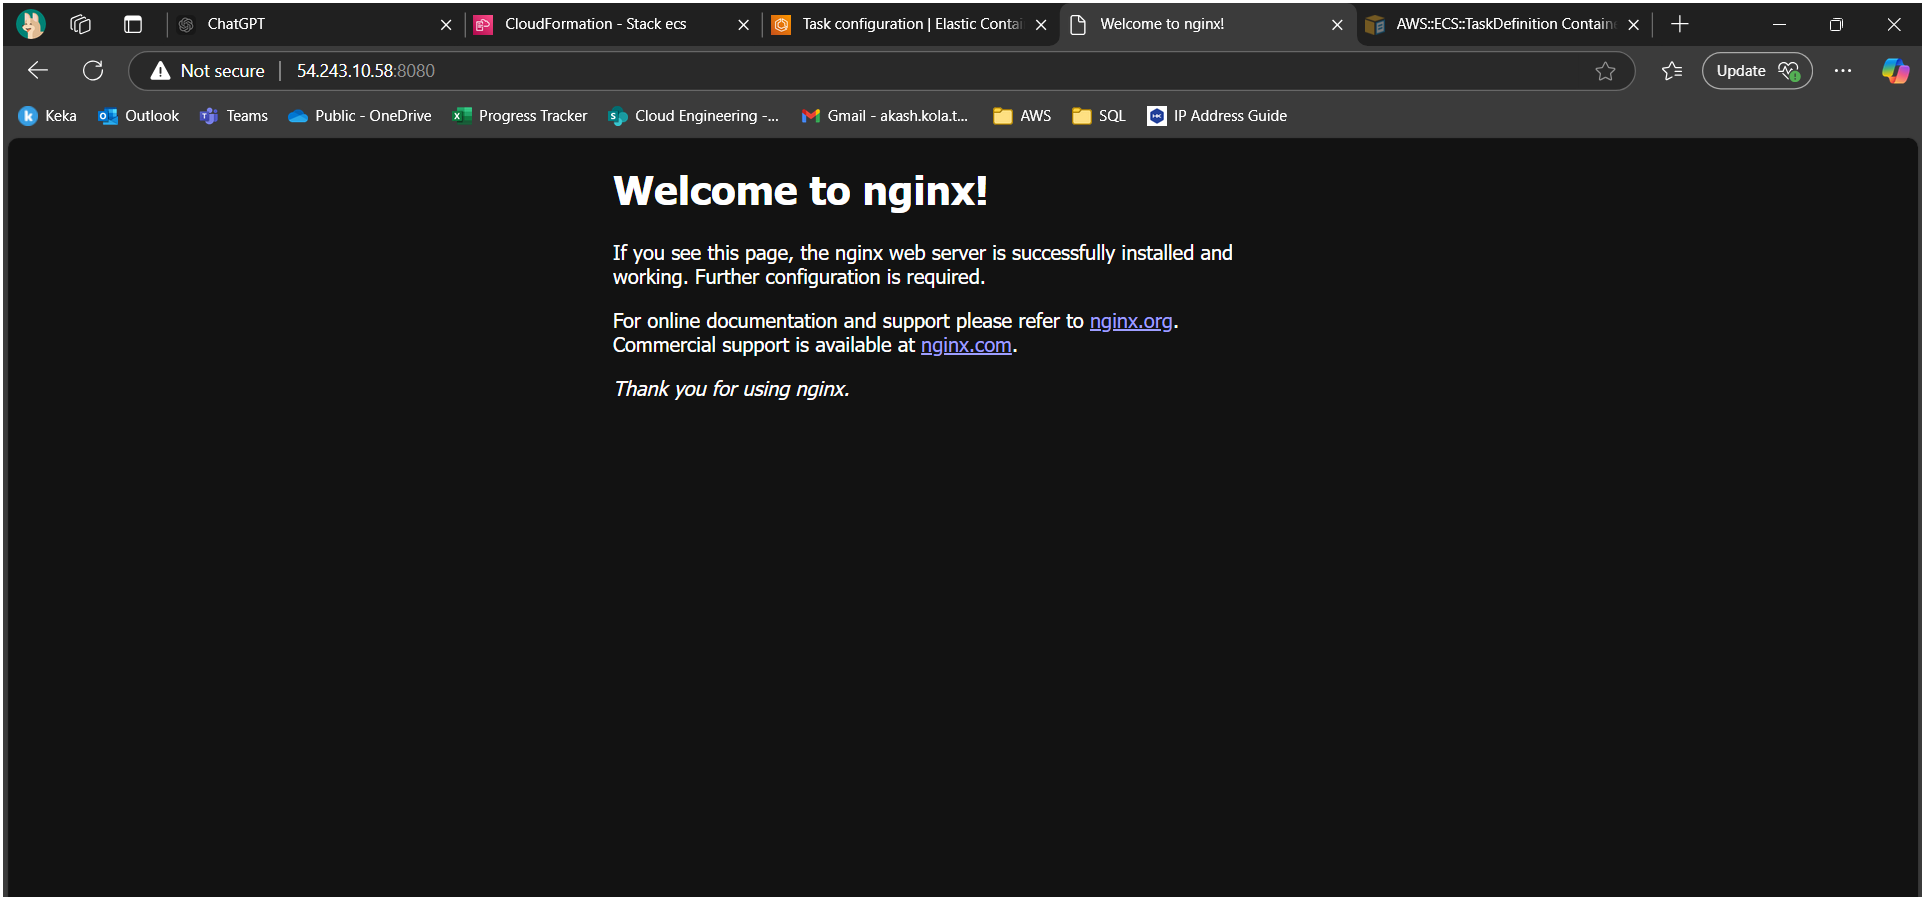 ChatGPT
CloudFormation - Stack ecs
Task configuration | Elastic Contai
Welcome to nginx!
AWS::ECS::TaskDefinition Containe
Not secure
54.243.10.58:8080
Update
Keka
Outlook
Teams
Public - OneDrive
Progress Tracker
Cloud Engineering -...
Gmail - akash.kola.t...
AWS
SQL
IP Address Guide
Welcome to nginx!
If you see this page, the nginx web server is successfully installed and
working. Further configuration is required.
For online documentation and support please refer to nginx.org.
Commercial support is available at nginx.com.
Thank you for using nginx.